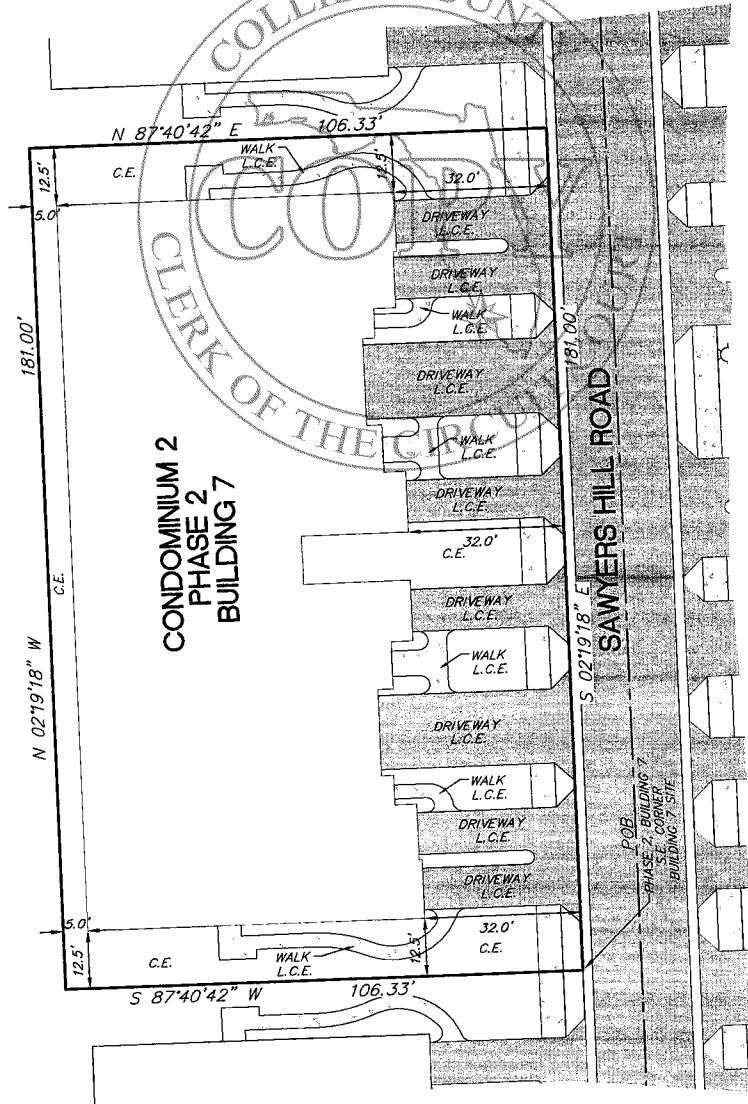 COLLIER COUNTY
COPY
CLERK OF THE CIRCUIT COURT
N 87°40'42" E
106.33'
12.5'
C.E.
WALK
L.C.E.
12.5'
32.0'
5.0'
181.00'
DRIVEWAY
L.C.E.
DRIVEWAY
L.C.E.
WALK
L.C.E.
181.00'
DRIVEWAY
L.C.E.
WALK
L.C.E.
CONDOMINIUM 2
PHASE 2
BUILDING 7
DRIVEWAY
L.C.E.
SAWYERS HILL ROAD
C.E.
32.0'
C.E.
N 02°19'18" W
DRIVEWAY
L.C.E.
S 02°19'18" E
WALK
L.C.E.
DRIVEWAY
L.C.E.
WALK
L.C.E.
POB
PHASE 2, BUILDING 7
S.E. CORNER
BUILDING 7 SITE
DRIVEWAY
L.C.E.
DRIVEWAY
L.C.E.
5.0'
12.5'
C.E.
WALK
L.C.E.
12.5'
32.0'
C.E.
S 87°40'42" W
106.33'